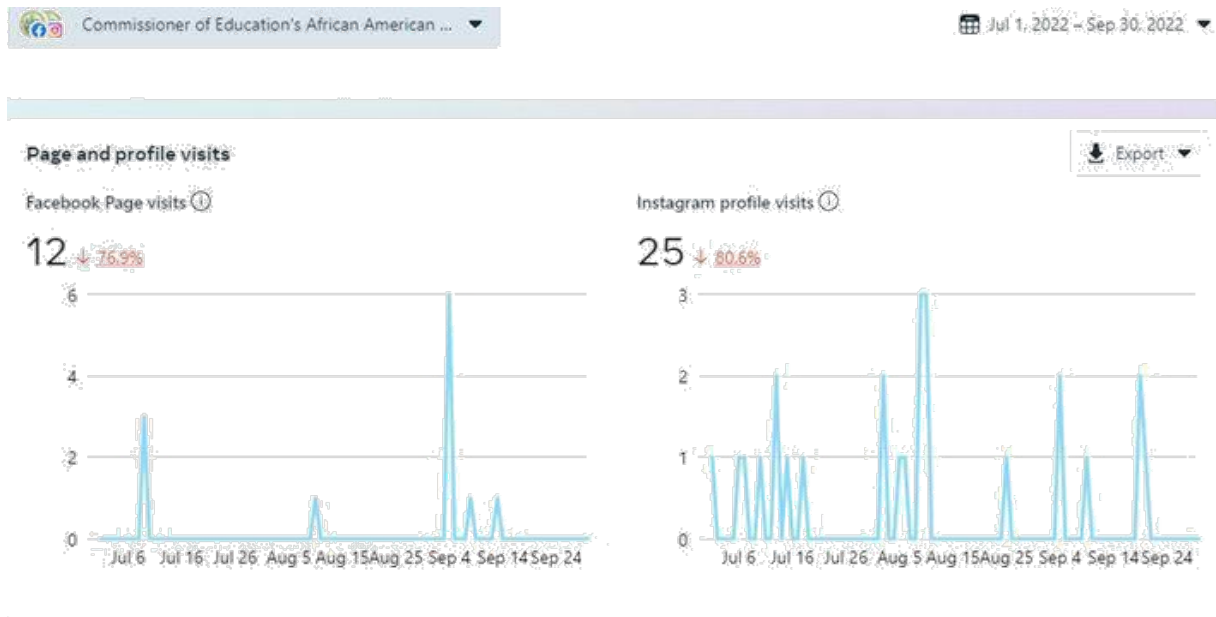 Commissioner of Education's African American ...
Jul 1, 2022 – Sep 30, 2022
Page and profile visits
Export
Facebook Page visits
12 ↓ 76.9%
6
4
2
0
Jul 6 Jul 16 Jul 26 Aug 5 Aug 15 Aug 25 Sep 4 Sep 14 Sep 24
Instagram profile visits
25 ↓ 80.6%
3
2
1
0
Jul 6 Jul 16 Jul 26 Aug 5 Aug 15 Aug 25 Sep 4 Sep 14 Sep 24